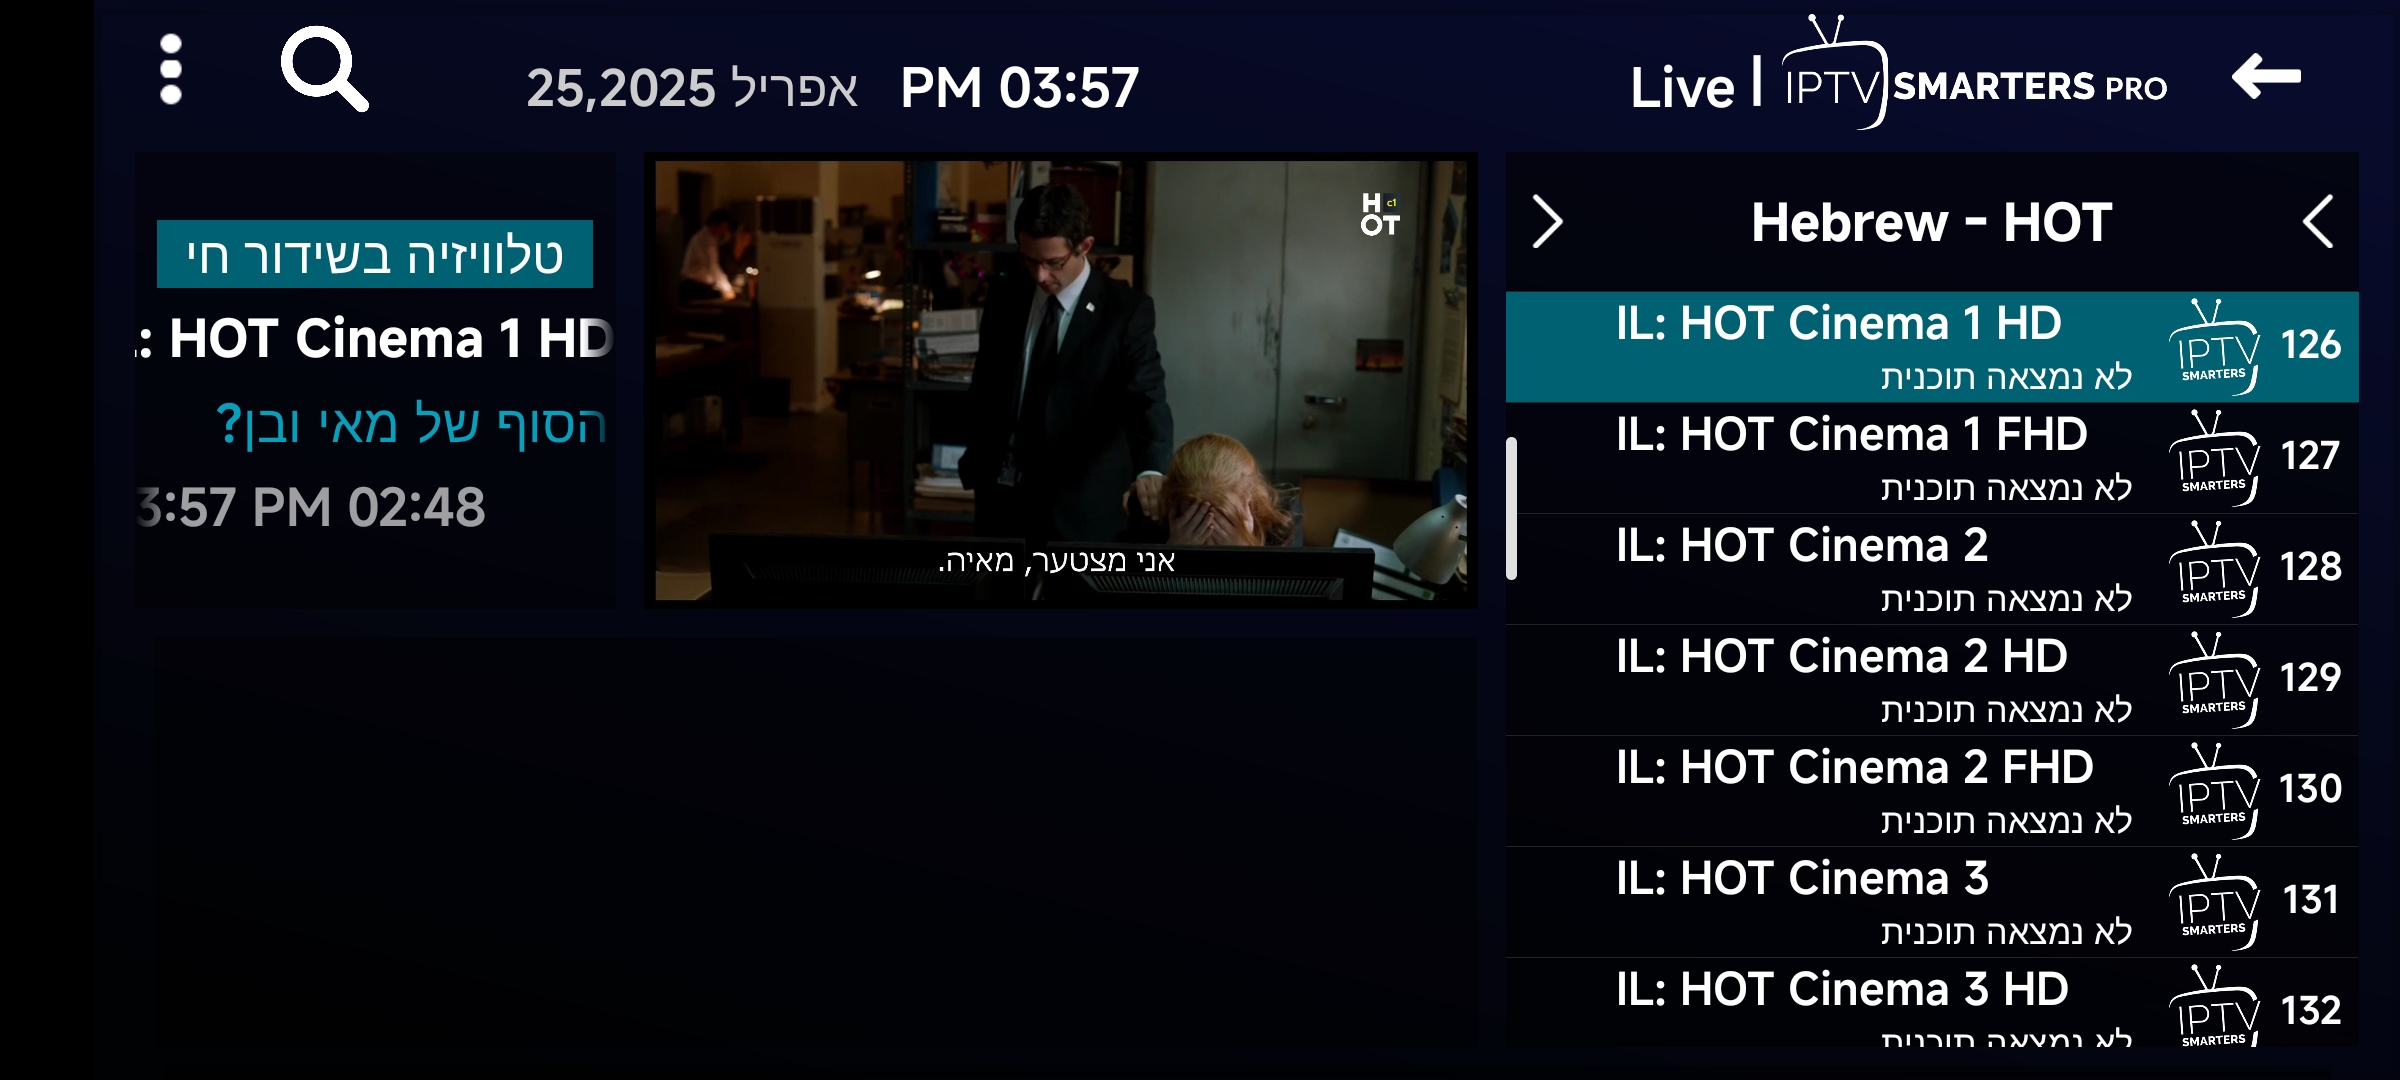 25,2025 אפריל PM 03:57
Live | IPTV SMARTERS PRO
טלוויזיה בשידור חי
: HOT Cinema 1 HD
הסוף של מאי ובן?
3:57 PM 02:48
HOT c1
אני מצטער, מאיה.
Hebrew - HOT
IL: HOT Cinema 1 HD
לא נמצאה תוכנית
IPTV SMARTERS
126
IL: HOT Cinema 1 FHD
לא נמצאה תוכנית
IPTV SMARTERS
127
IL: HOT Cinema 2
לא נמצאה תוכנית
IPTV SMARTERS
128
IL: HOT Cinema 2 HD
לא נמצאה תוכנית
IPTV SMARTERS
129
IL: HOT Cinema 2 FHD
לא נמצאה תוכנית
IPTV SMARTERS
130
IL: HOT Cinema 3
לא נמצאה תוכנית
IPTV SMARTERS
131
IL: HOT Cinema 3 HD
לא נמצאה תוכנית
IPTV SMARTERS
132